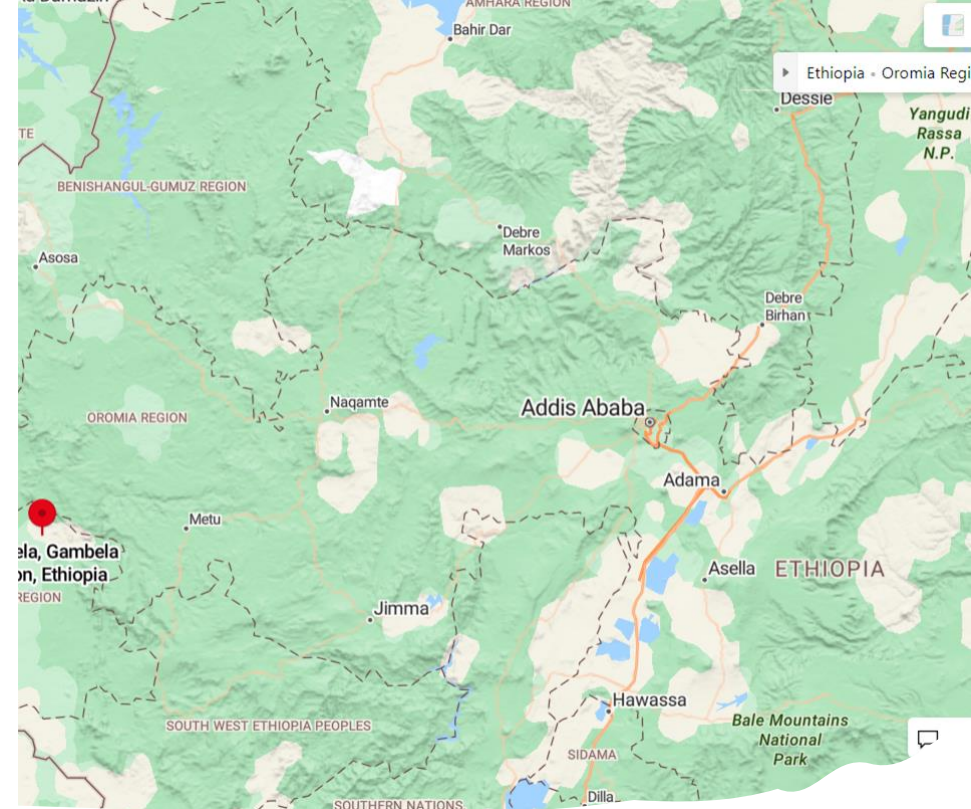 AMHARA REGION
Bahir Dar
Ethiopia • Oromia Regi
Dessie
Yangudi
Rassa
N.P.
TE
BENISHANGUL-GUMUZ REGION
Debre
Markos
Asosa
Debre
Birhan
Naqamte
Addis Ababa
OROMIA REGION
Adama
Metu
ela, Gambela
on, Ethiopia
REGION
Asella
ETHIOPIA
Jimma
Hawassa
SOUTH WEST ETHIOPIA PEOPLES
Bale Mountains
National
Park
SIDAMA
Dilla
SOUTHERN NATIONS